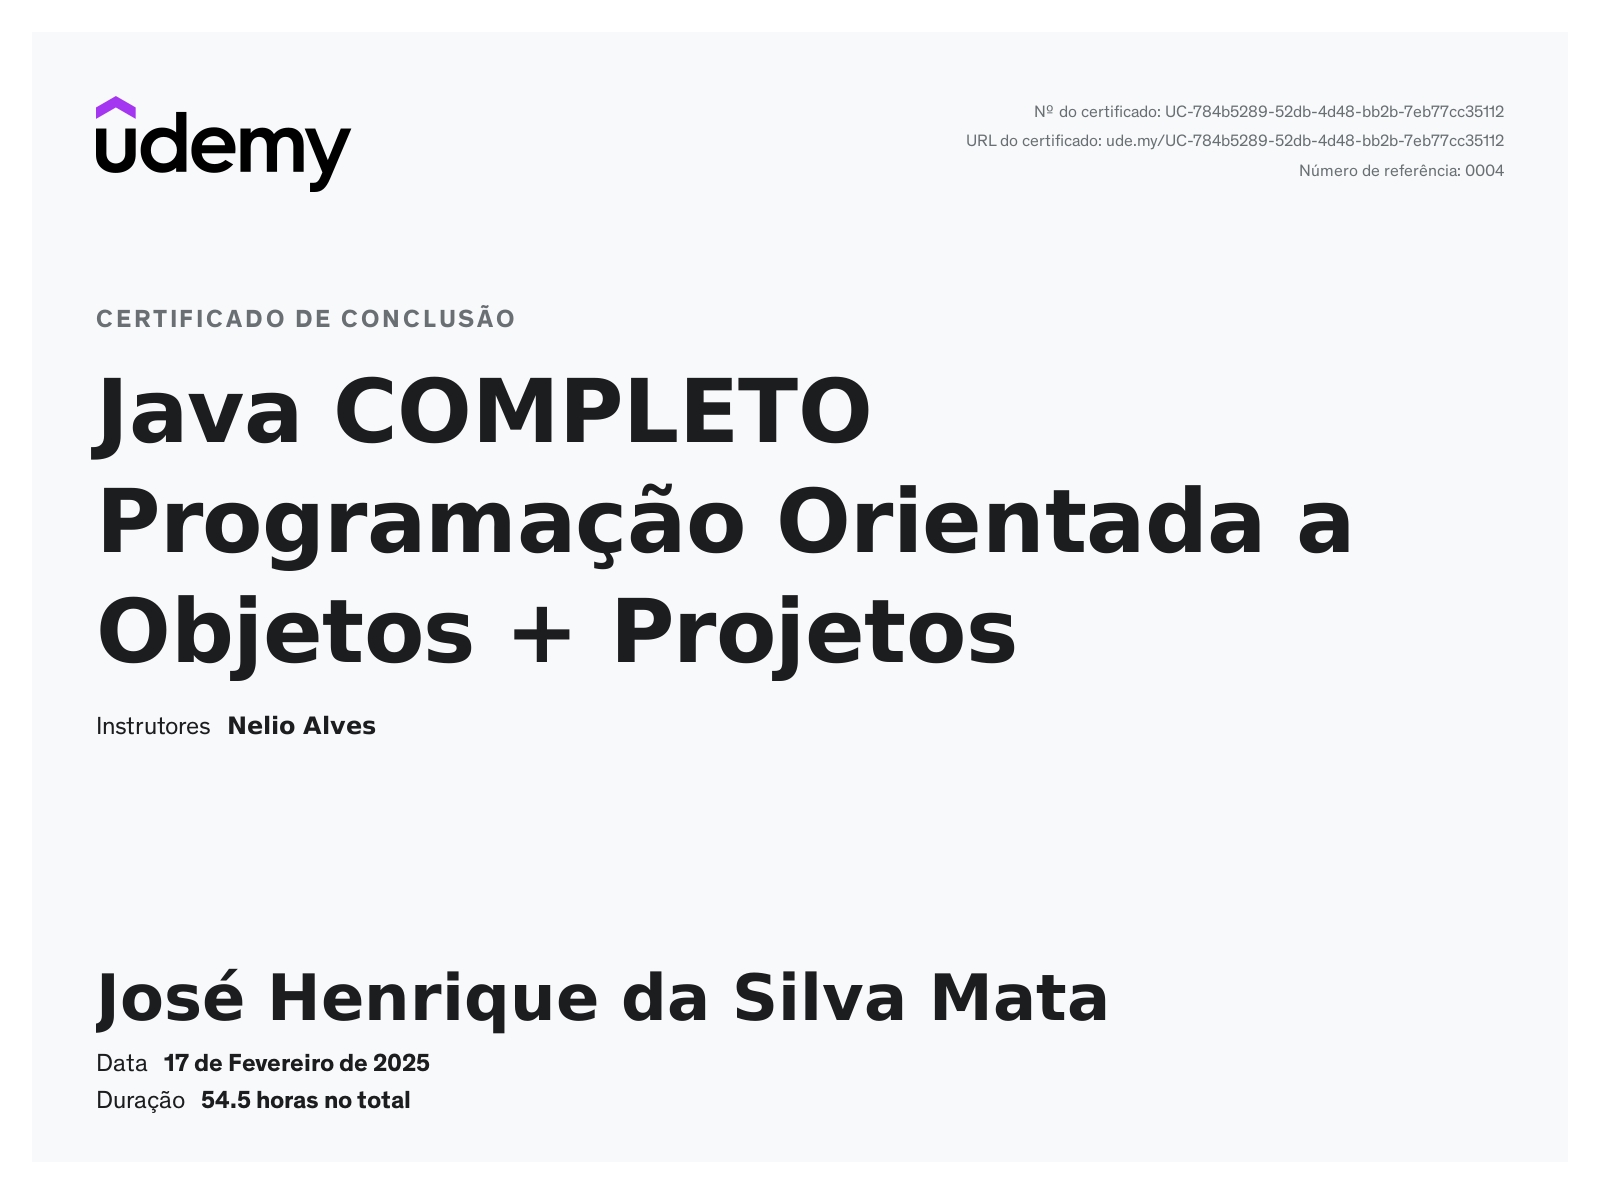 udemy
Nº do certificado: UC-784b5289-52db-4d48-bb2b-7eb77cc35112
URL do certificado: ude.my/UC-784b5289-52db-4d48-bb2b-7eb77cc35112
Número de referência: 0004
CERTIFICADO DE CONCLUSÃO
Java COMPLETO
Programação Orientada a
Objetos + Projetos
Instrutores Nelio Alves
José Henrique da Silva Mata
Data 17 de Fevereiro de 2025
Duração 54.5 horas no total